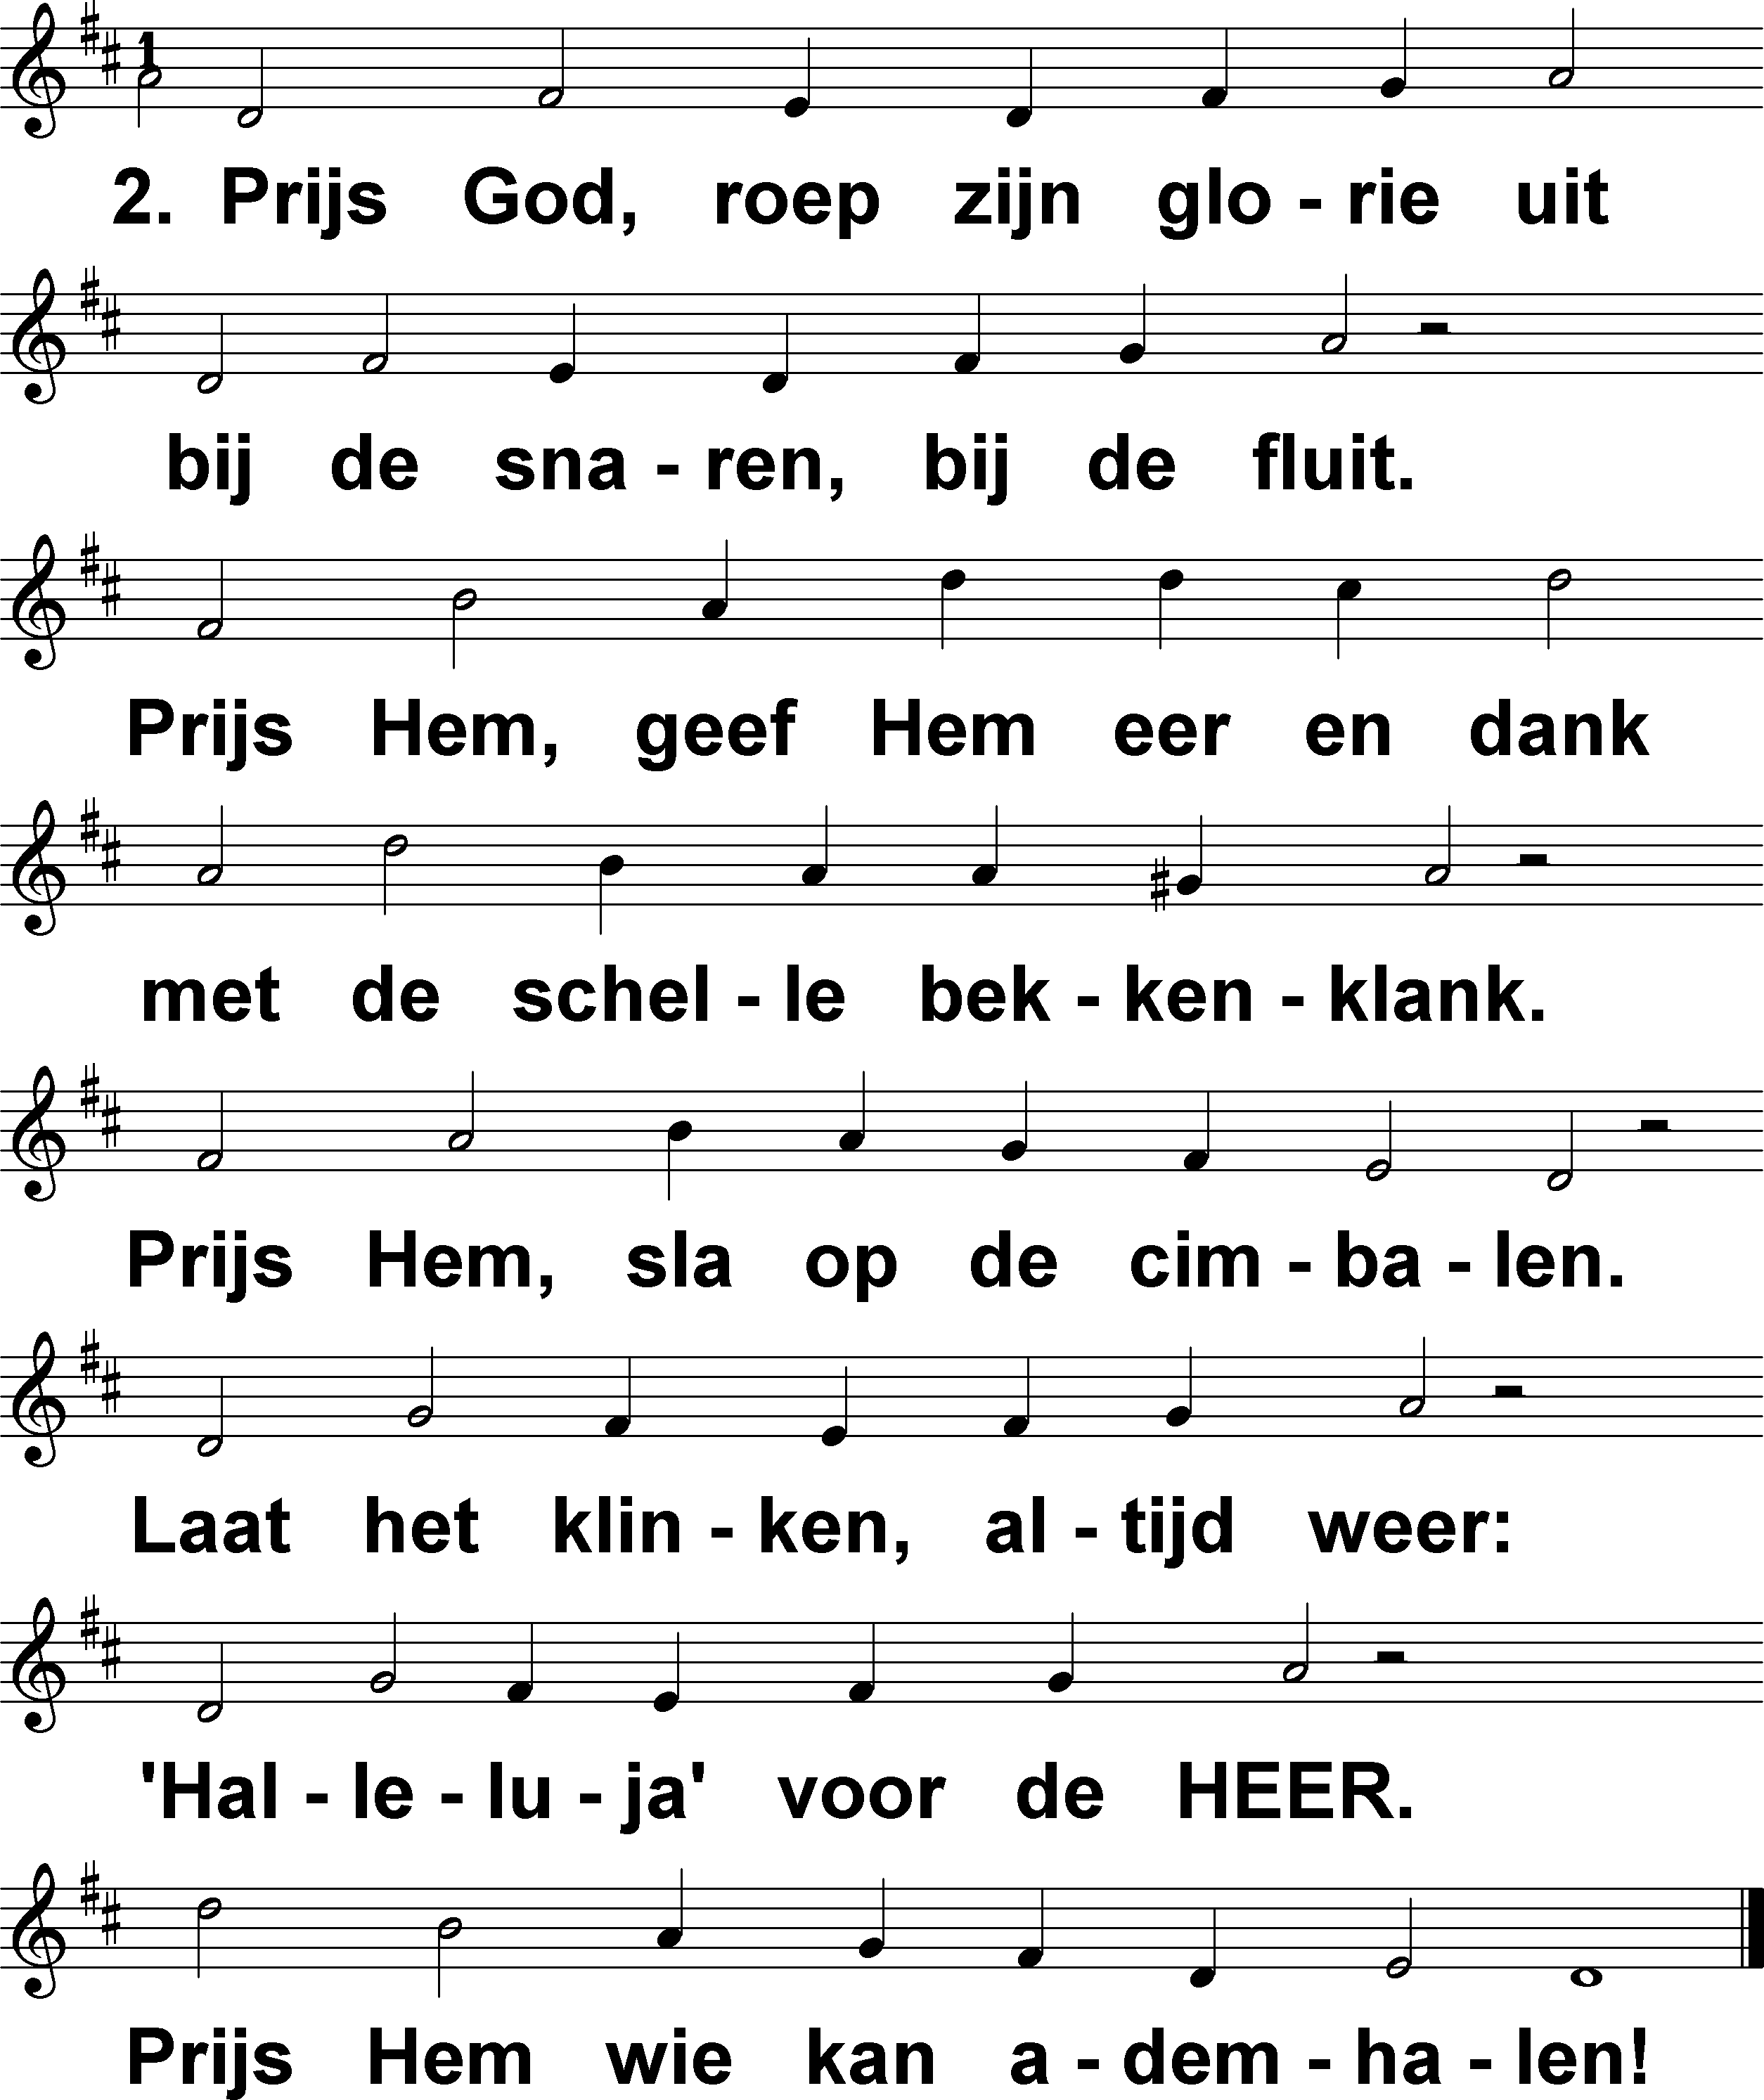 1
2. Prijs God, roep zijn glo - rie uit
bij de sna - ren, bij de fluit.
Prijs Hem, geef Hem eer en dank
met de schel - le bek - ken - klank.
Prijs Hem, sla op de cim - ba - len.
Laat het klin - ken, al - tijd weer:
'Hal - le - lu - ja' voor de HEER.
Prijs Hem wie kan a - dem - ha - len!